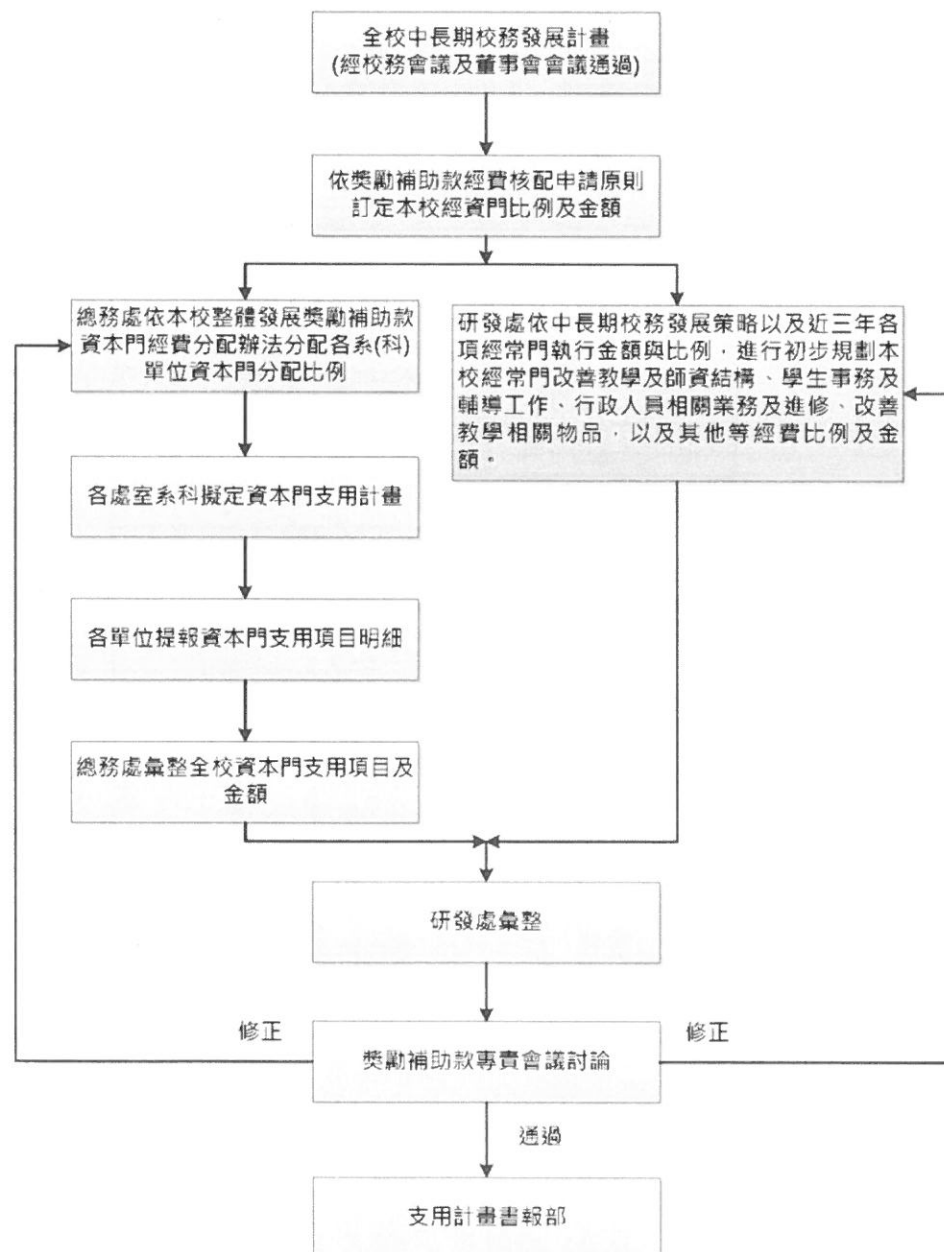 全校中長期校務發展計畫
(經校務會議及董事會會議通過)
依獎勵補助款經費核配申請原則
訂定本校經資門比例及金額
總務處依本校整體發展獎勵補助款
資本門經費分配辦法分配各系(科)
單位資本門分配比例
各處室系科擬定資本門支用計畫
各單位提報資本門支用項目明細
總務處彙整全校資本門支用項目及
金額
研發處依中長期校務發展策略以及近三年各
項經常門執行金額與比例,進行初步規劃本
校經常門改善教學及師資結構、學生事務及
輔導工作、行政人員相關業務及進修、改善
教學相關物品,以及其他等經費比例及金
額。
研發處彙整
修正
獎勵補助款專責會議討論
修正
通過
支用計畫書報部